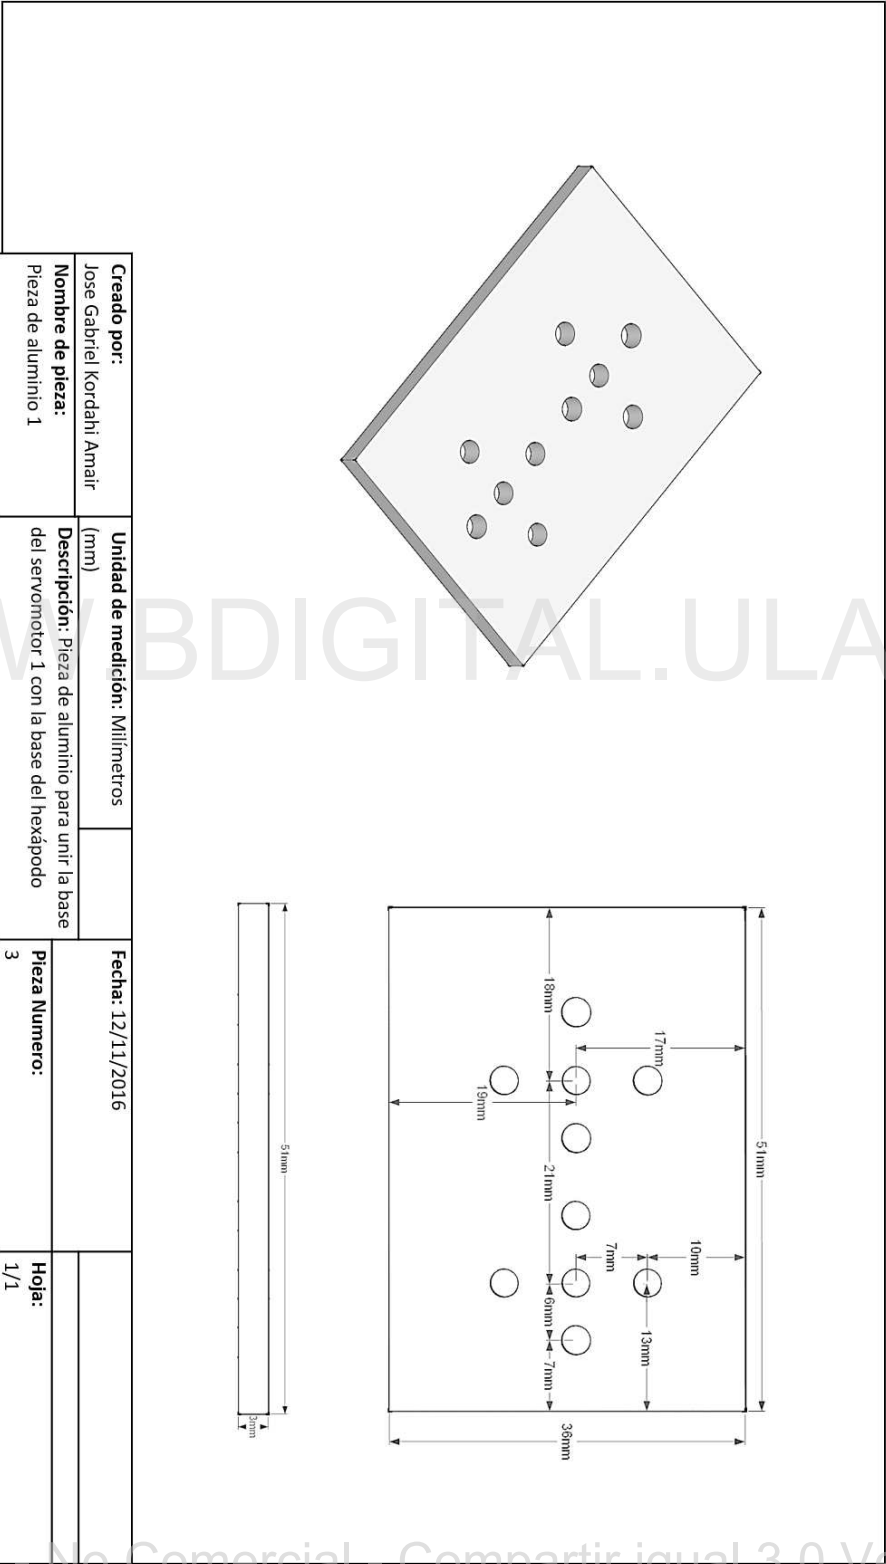 51mm
18mm
17mm
19mm
21mm
10mm
7mm
13mm
6mm
7mm
36mm
51mm
3mm
Creado por:
Jose Gabriel Kordahi Amair
Unidad de medición: Milímetros
(mm)
Fecha: 12/11/2016
Nombre de pieza:
Pieza de aluminio 1
Descripción: Pieza de aluminio para unir la base
del servomotor 1 con la base del hexápodo
Pieza Numero:
3
Hoja:
1/1
W.BDIGITAL.ULA
- No Comercial - Compartir igual 3.0 Ve